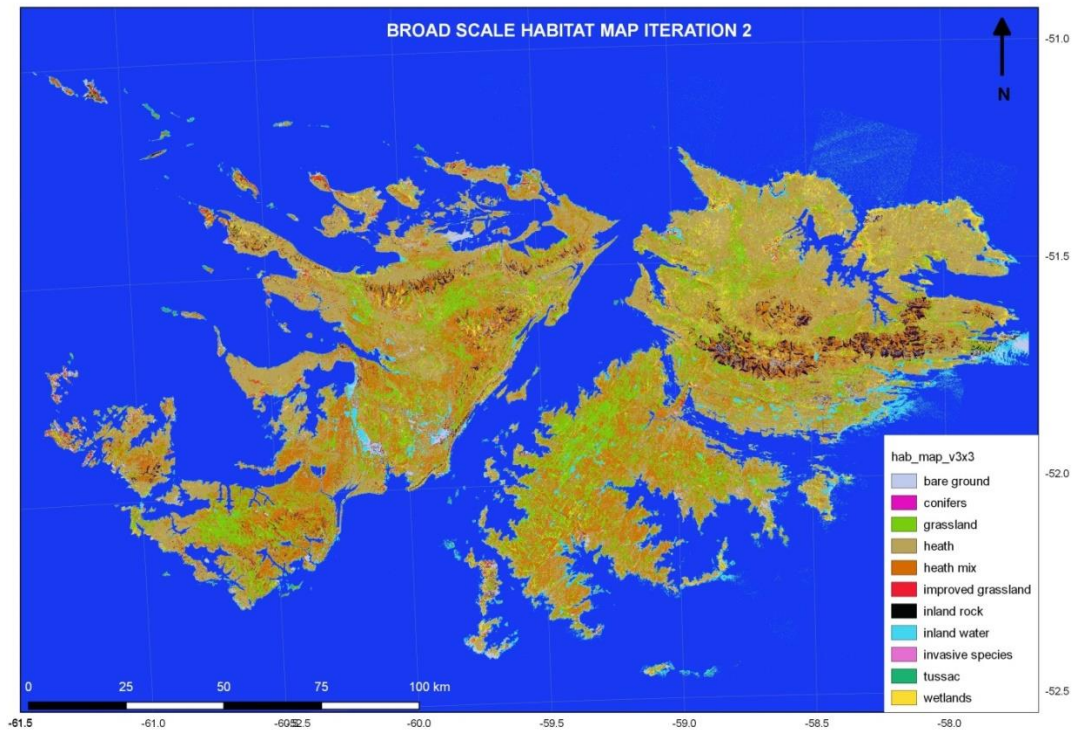 BROAD SCALE HABITAT MAP ITERATION 2
N
-51.0
-51.5
-52.0
-52.5
hab_map_v3x3
bare ground
conifers
grassland
heath
heath mix
improved grassland
inland rock
inland water
invasive species
tussac
wetlands
0 25 50 75 100 km
-61.5 -61.0 -60.0 -59.5 -59.0 -58.5 -58.0